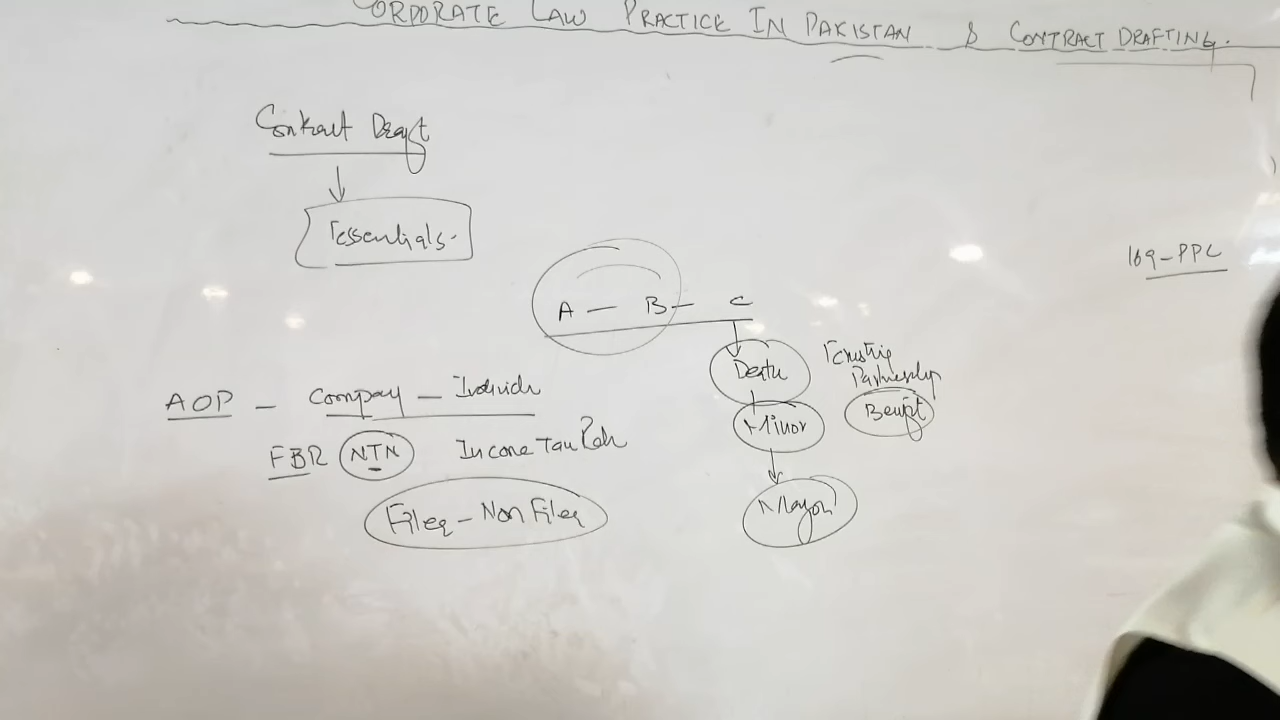 CORPORATE LAW PRACTICE IN PAKISTAN & CONTRACT DRAFTING.
Contract Draft
Essentials.
169-PPC
A — B — C
Death
Existing
Partnership
Minor
Benefit
Major
AOP — Company — Individ
FBR NTN Income Tax
Filer - Non Filer